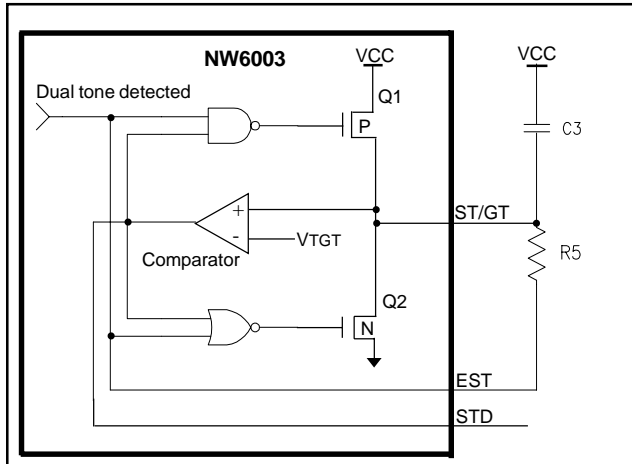 NW6003
VCC
VCC
Dual tone detected
Q1
P
C3
ST/GT
+
-
VTGT
R5
Comparator
Q2
N
EST
STD